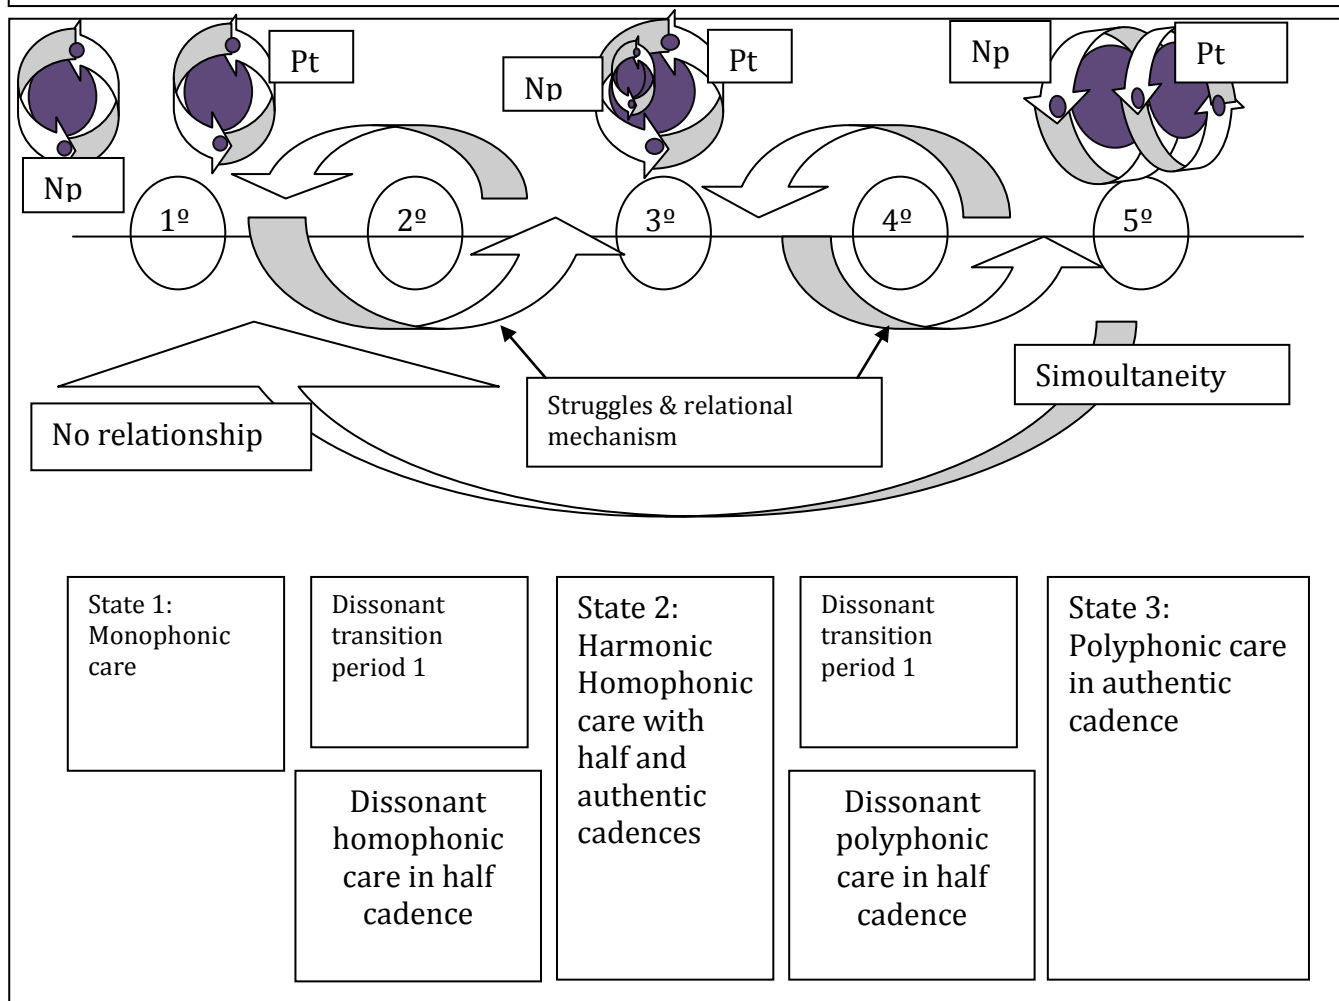 Np
Pt
Np
Pt
Np
Pt
1º
2º
3º
4º
5º
No relationship
Struggles & relational
mechanism
Simoultaneity
State 1:
Monophonic
care
Dissonant
transition
period 1
Dissonant
homophonic
care in half
cadence
State 2:
Harmonic
Homophonic
care with
half and
authentic
cadences
Dissonant
transition
period 1
Dissonant
polyphonic
care in half
cadence
State 3:
Polyphonic care
in authentic
cadence